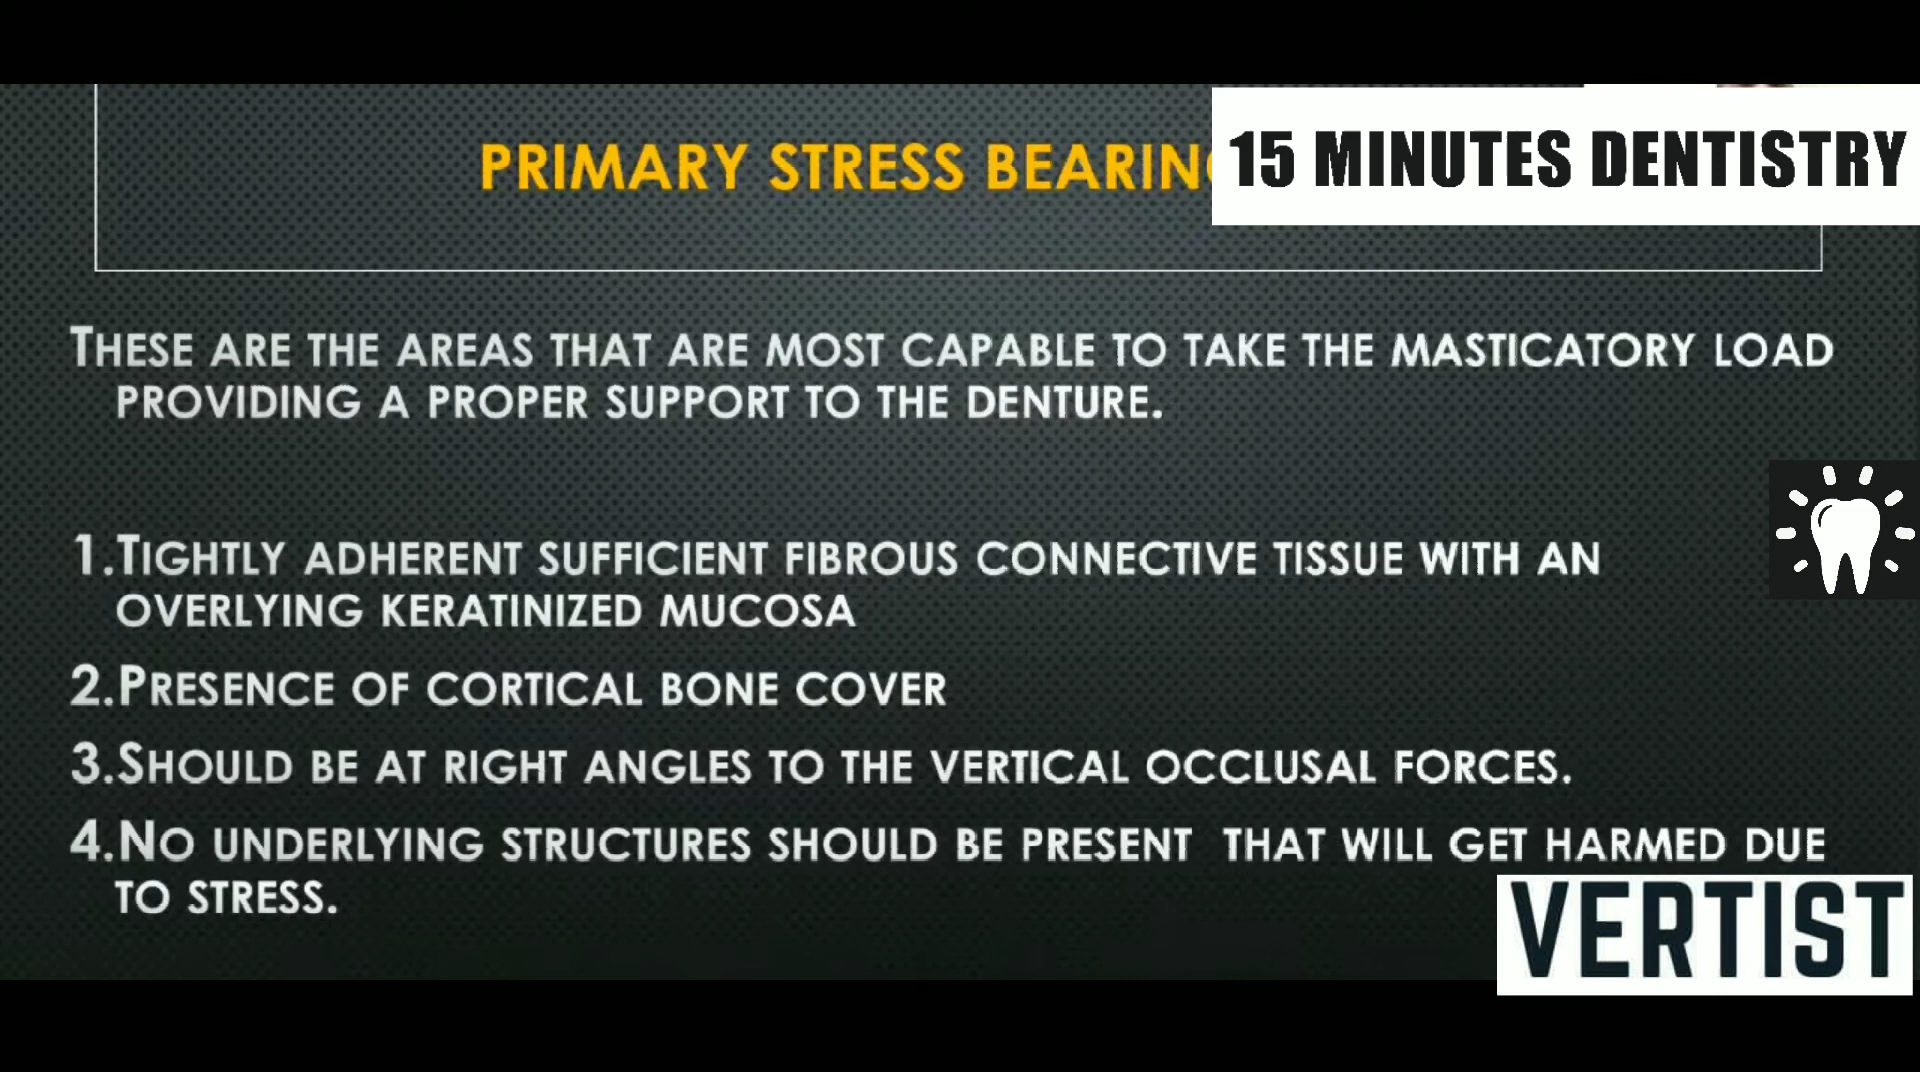 PRIMARY STRESS BEARING
15 MINUTES DENTISTRY
THESE ARE THE AREAS THAT ARE MOST CAPABLE TO TAKE THE MASTICATORY LOAD
PROVIDING A PROPER SUPPORT TO THE DENTURE.
1.TIGHTLY ADHERENT SUFFICIENT FIBROUS CONNECTIVE TISSUE WITH AN
OVERLYING KERATINIZED MUCOSA
2.PRESENCE OF CORTICAL BONE COVER
3.SHOULD BE AT RIGHT ANGLES TO THE VERTICAL OCCLUSAL FORCES.
4.NO UNDERLYING STRUCTURES SHOULD BE PRESENT THAT WILL GET HARMED DUE
TO STRESS.
VERTIST